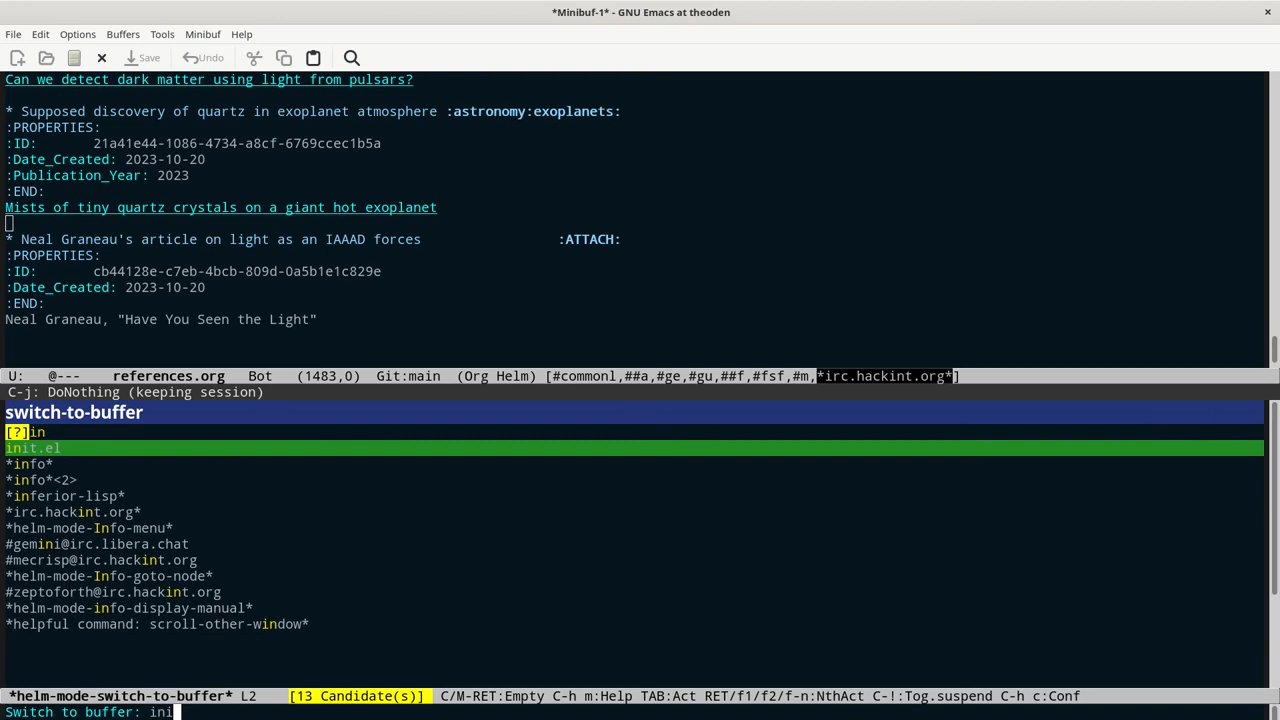 *Minibuf-1* - GNU Emacs at theoden
File Edit Options Buffers Tools Minibuf Help
Save Undo
Can we detect dark matter using light from pulsars?
* Supposed discovery of quartz in exoplanet atmosphere :astronomy:exoplanets:
:PROPERTIES:
:ID: 21a41e44-1086-4734-a8cf-6769ccec1b5a
:Date_Created: 2023-10-20
:Publication_Year: 2023
:END:
Mists of tiny quartz crystals on a giant hot exoplanet
* Neal Graneau's article on light as an IAAAD forces :ATTACH:
:PROPERTIES:
:ID: cb44128e-c7eb-4bcb-809d-0a5b1e1c829e
:Date_Created: 2023-10-20
:END:
Neal Graneau, "Have You Seen the Light"
U: @--- references.org Bot (1483,0) Git:main (Org Helm) [#commonl,##a,#ge,#gu,##f,#fsf,#m,*irc.hackint.org*]
C-j: DoNothing (keeping session)
switch-to-buffer
[?]in
init.el
*info*
*info*<2>
*inferior-lisp*
*irc.hackint.org*
*helm-mode-Info-menu*
#gemini@irc.libera.chat
#mecrisp@irc.hackint.org
*helm-mode-Info-goto-node*
#zeptoforth@irc.hackint.org
*helm-mode-info-display-manual*
*helpful command: scroll-other-window*
*helm-mode-switch-to-buffer* L2 [13 Candidate(s)] C/M-RET:Empty C-h m:Help TAB:Act RET/f1/f2/f-n:NthAct C-!:Tog.suspend C-h c:Conf
Switch to buffer: ini